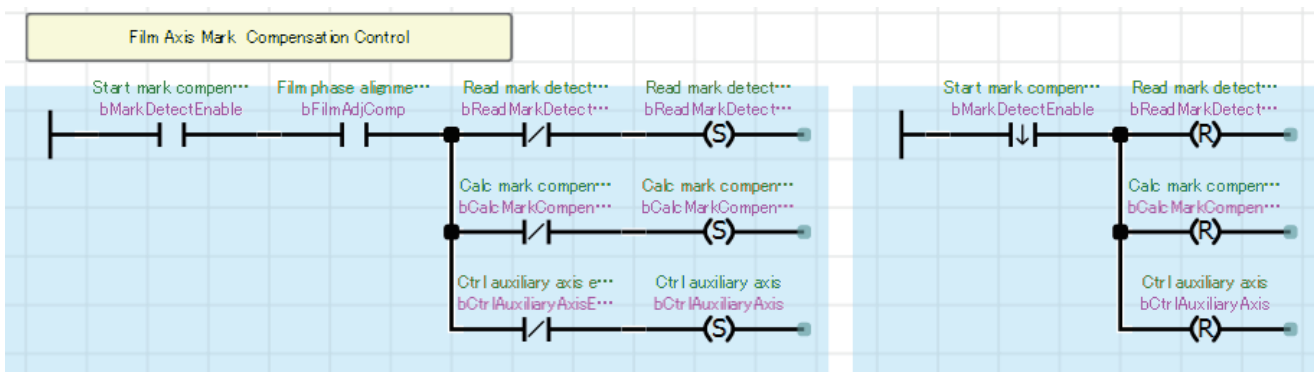 Film Axis Mark Compensation Control
Start mark compen…
bMarkDetectEnable
Film phase alignme…
bFilmAdjComp
Read mark detect…
bReadMarkDetect…
Read mark detect…
bReadMarkDetect…
(S)
Calc mark compen…
bCalcMarkCompen…
Calc mark compen…
bCalcMarkCompen…
(S)
Ctrl auxiliary axis e…
bCtrlAuxiliaryAxisE…
Ctrl auxiliary axis
bCtrlAuxiliaryAxis
(S)
Start mark compen…
bMarkDetectEnable
Read mark detect…
bReadMarkDetect…
(R)
Calc mark compen…
bCalcMarkCompen…
(R)
Ctrl auxiliary axis
bCtrlAuxiliaryAxis
(R)